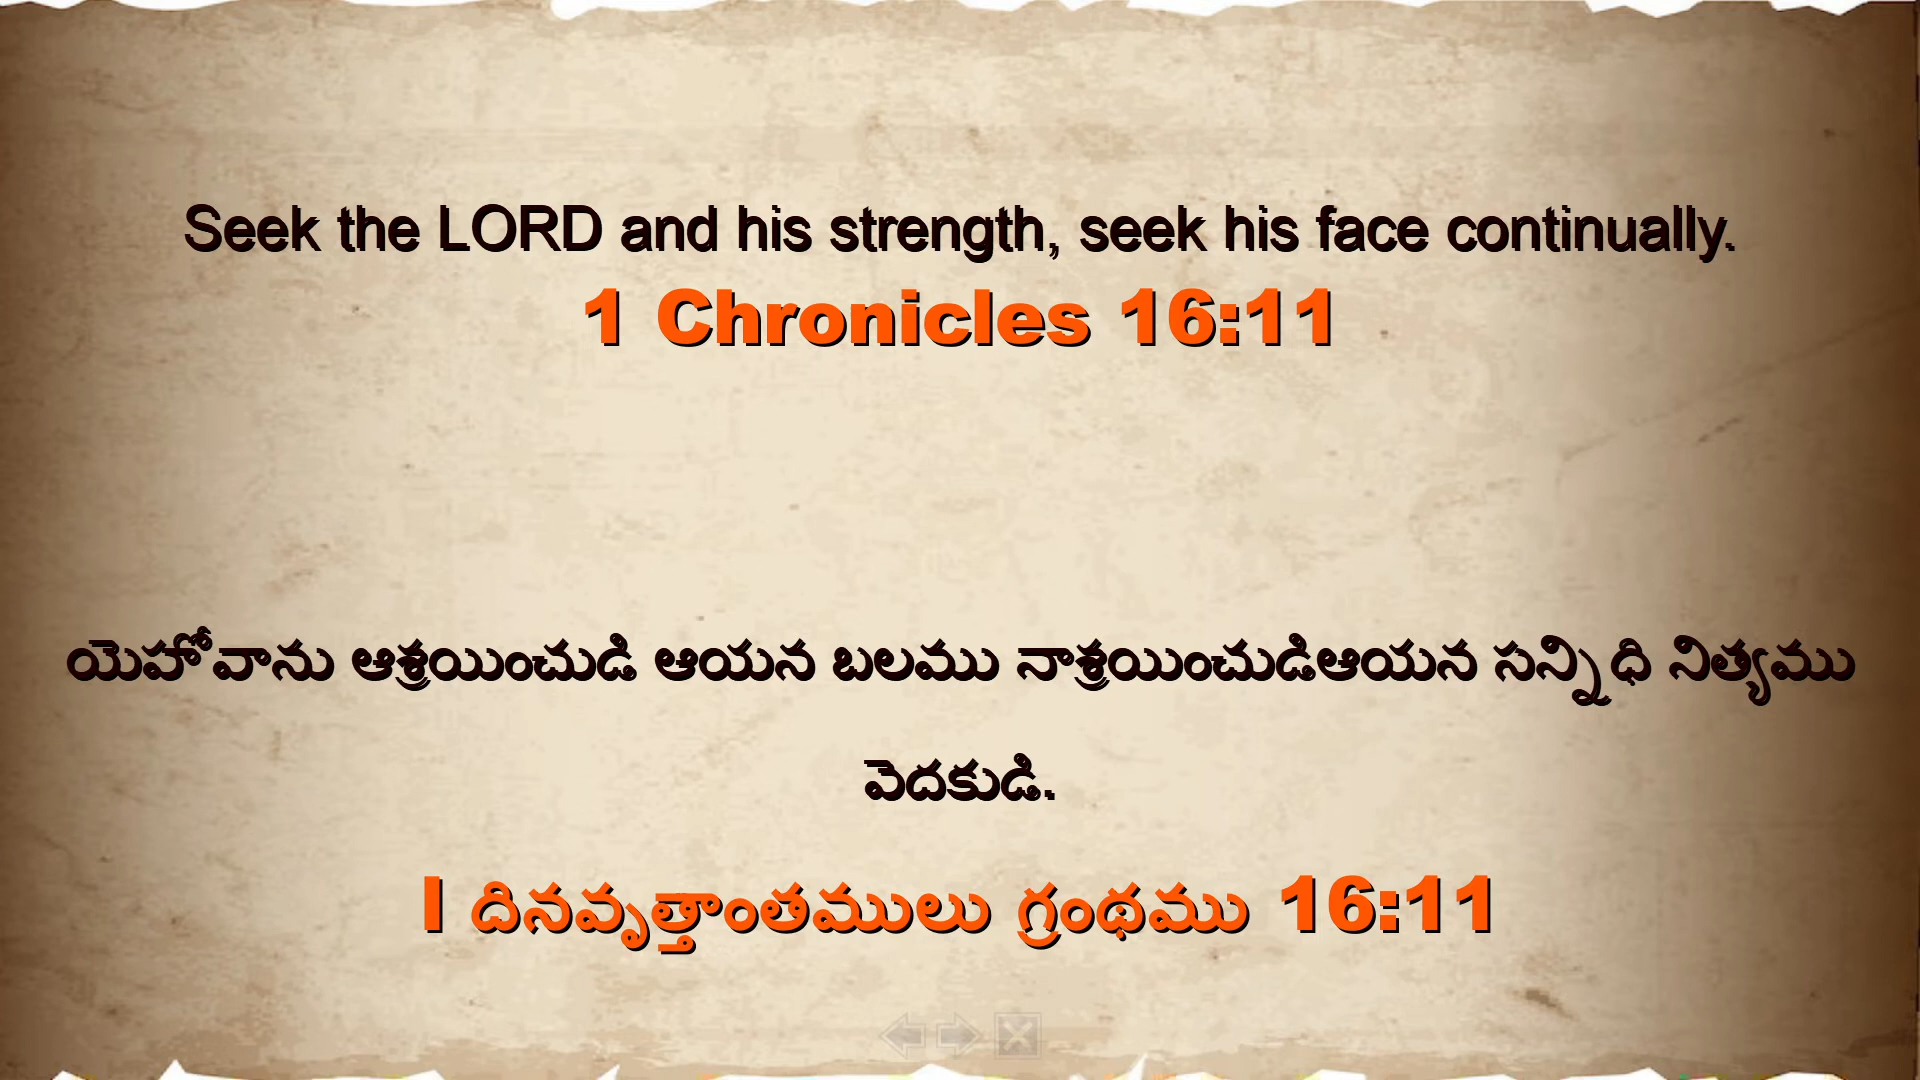 Seek the LORD and his strength, seek his face continually.
1 Chronicles 16:11
యెహోవాను ఆశ్రయించుడి ఆయన బలము నాశ్రయించుడిఆయన సన్నిధి నిత్యము
వెదకుడి.
I దినవృత్తాంతములు గ్రంథము 16:11